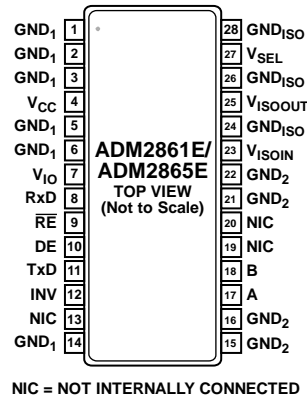 GND1 1
GND1 2
GND1 3
VCC 4
GND1 5
GND1 6
VIO 7
RxD 8
R̅E̅ 9
DE 10
TxD 11
INV 12
NIC 13
GND1 14
ADM2861E/
ADM2865E
TOP VIEW
(Not to Scale)
28 GNDISO
27 VSEL
26 GNDISO
25 VISOOUT
24 GNDISO
23 VISOIN
22 GND2
21 GND2
20 NIC
19 NIC
18 B
17 A
16 GND2
15 GND2
NIC = NOT INTERNALLY CONNECTED